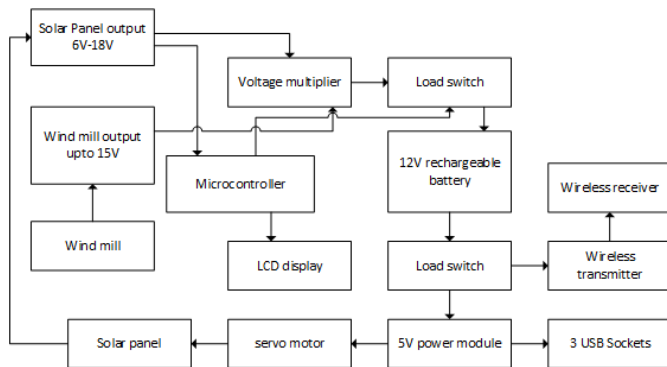 Solar Panel output
6V-18V
Voltage multiplier
Load switch
Wind mill output
upto 15V
Microcontroller
12V rechargeable
battery
Wireless receiver
Wind mill
LCD display
Load switch
Wireless
transmitter
Solar panel
servo motor
5V power module
3 USB Sockets